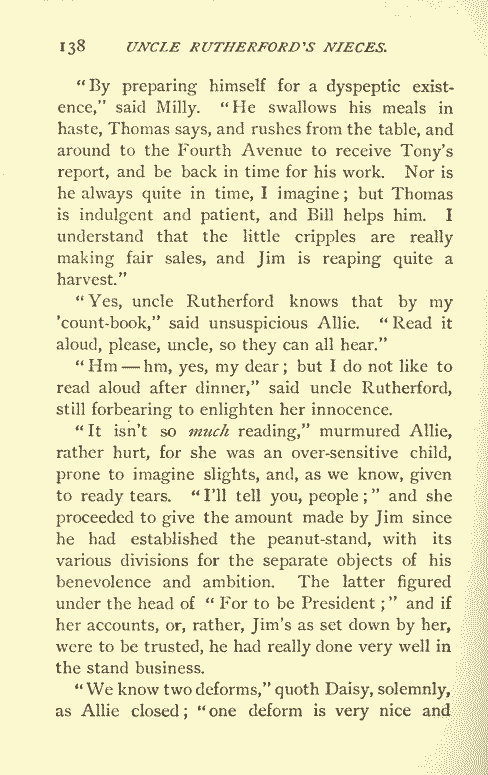 138 UNCLE RUTHERFORD'S NIECES.
"By preparing himself for a dyspeptic exist-
ence," said Milly. "He swallows his meals in
haste, Thomas says, and rushes from the table, and
around to the Fourth Avenue to receive Tony's
report, and be back in time for his work. Nor is
he always quite in time, I imagine; but Thomas
is indulgent and patient, and Bill helps him. I
understand that the little cripples are really
making fair sales, and Jim is reaping quite a
harvest."
"Yes, uncle Rutherford knows that by my
'count-book," said unsuspicious Allie. "Read it
aloud, please, uncle, so they can all hear."
"Hm—hm, yes, my dear; but I do not like to
read aloud after dinner," said uncle Rutherford,
still forbearing to enlighten her innocence.
"It isn't so much reading," murmured Allie,
rather hurt, for she was an over-sensitive child,
prone to imagine slights, and, as we know, given
to ready tears. "I'll tell you, people;" and she
proceeded to give the amount made by Jim since
he had established the peanut-stand, with its
various divisions for the separate objects of his
benevolence and ambition. The latter figured
under the head of "For to be President;" and if
her accounts, or, rather, Jim's as set down by her,
were to be trusted, he had really done very well in
the stand business.
"We know two deforms," quoth Daisy, solemnly,
as Allie closed; "one deform is very nice and